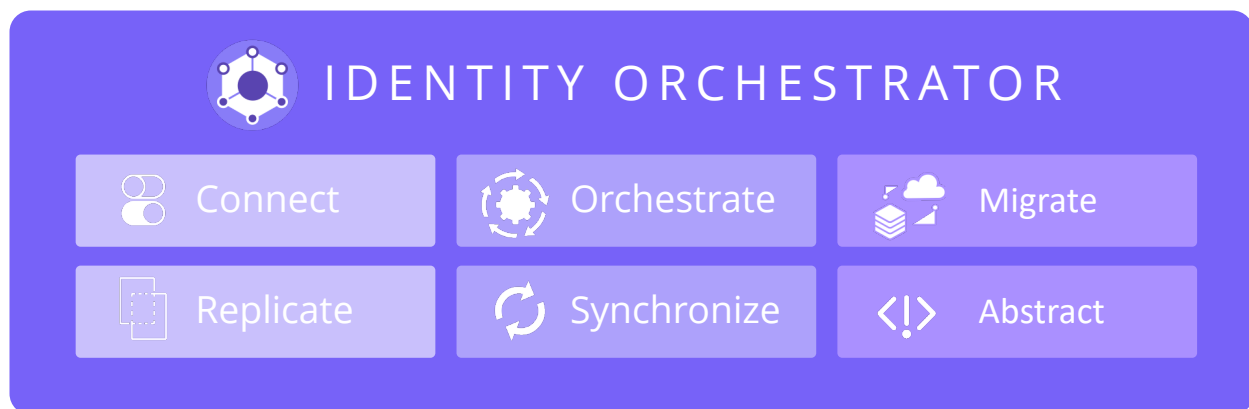 IDENTITY ORCHESTRATOR
Connect
Orchestrate
Migrate
Replicate
Synchronize
Abstract